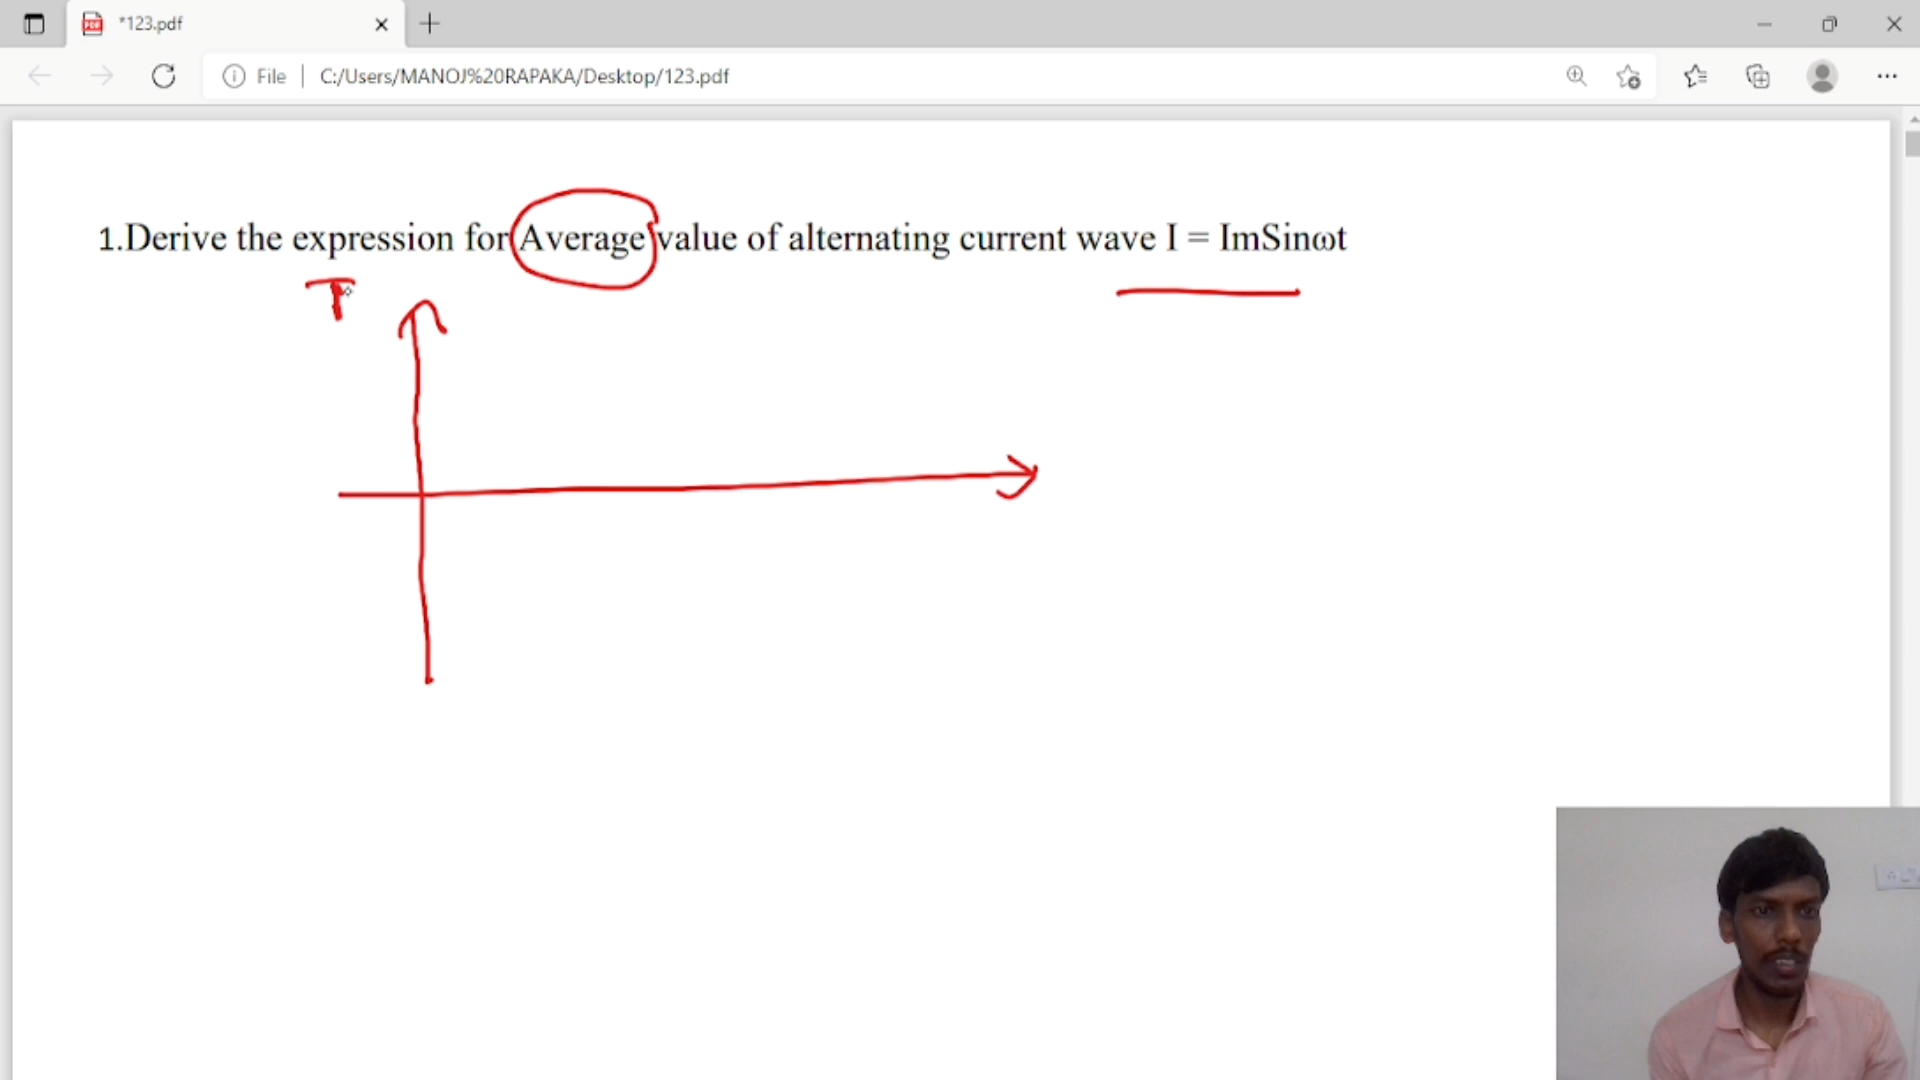 *123.pdf
File C:/Users/MANOJ%20RAPAKA/Desktop/123.pdf
1.Derive the expression for Average value of alternating current wave I = ImSinωt